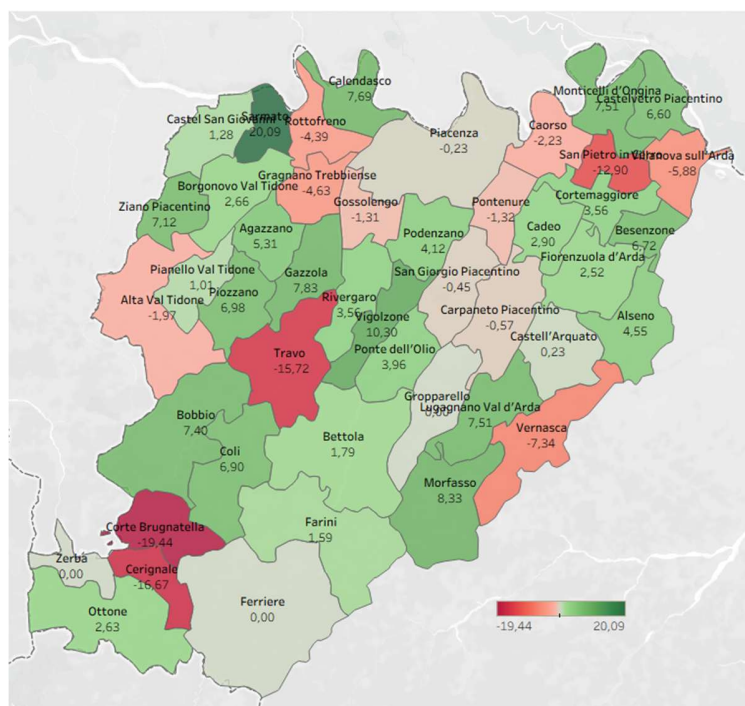 Calendasco
7,69
Monticelli d'Ongina
7,51
Castelvetro Piacentino
6,60
Castel San Giovanni
1,28
Sarmato
20,09
Rottofreno
-4,39
Piacenza
-0,23
Caorso
-2,23
San Pietro in Cerro
-12,90
Villanova sull'Arda
-5,88
Gragnano Trebbiense
-4,63
Borgonovo Val Tidone
2,66
Gossolengo
-1,31
Pontenure
-1,32
Cortemaggiore
3,56
Ziano Piacentino
7,12
Agazzano
5,31
Podenzano
4,12
Cadeo
2,90
Besenzone
6,72
Pianello Val Tidone
1,01
Gazzola
7,83
San Giorgio Piacentino
-0,45
Fiorenzuola d'Arda
2,52
Alta Val Tidone
-1,97
Piozzano
6,98
Rivergaro
3,56
Vigolzone
10,30
Carpaneto Piacentino
-0,57
Alseno
4,55
Travo
-15,72
Ponte dell'Olio
3,96
Castell'Arquato
0,23
Gropparello
0,00
Lugagnano Val d'Arda
7,51
Bobbio
7,40
Vernasca
-7,34
Bettola
1,79
Coli
6,90
Morfasso
8,33
Corte Brugnatella
-19,44
Farini
1,59
Zerba
0,00
Cerignale
-16,67
Ferriere
0,00
Ottone
2,63
-19,44
20,09